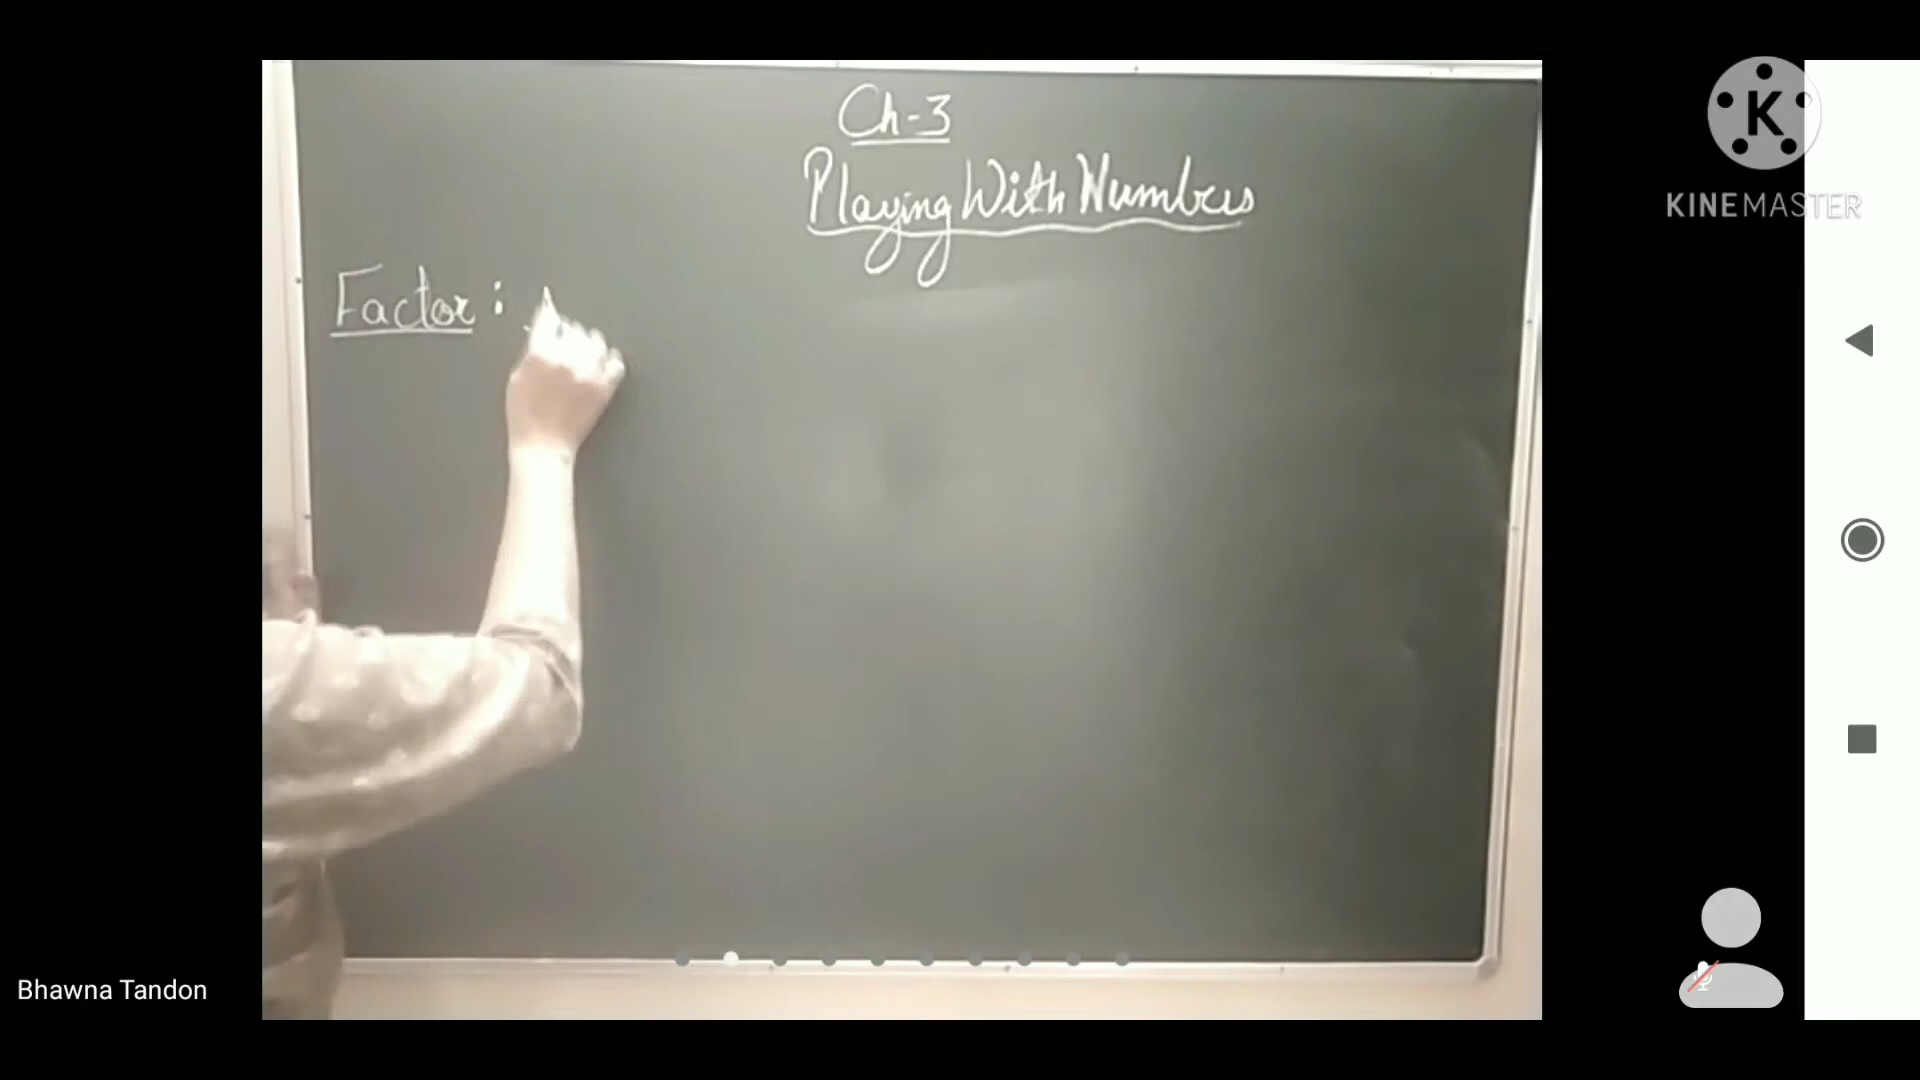 Ch-3
Playing With Numbers
Factor :
KINEMASTER
Bhawna Tandon